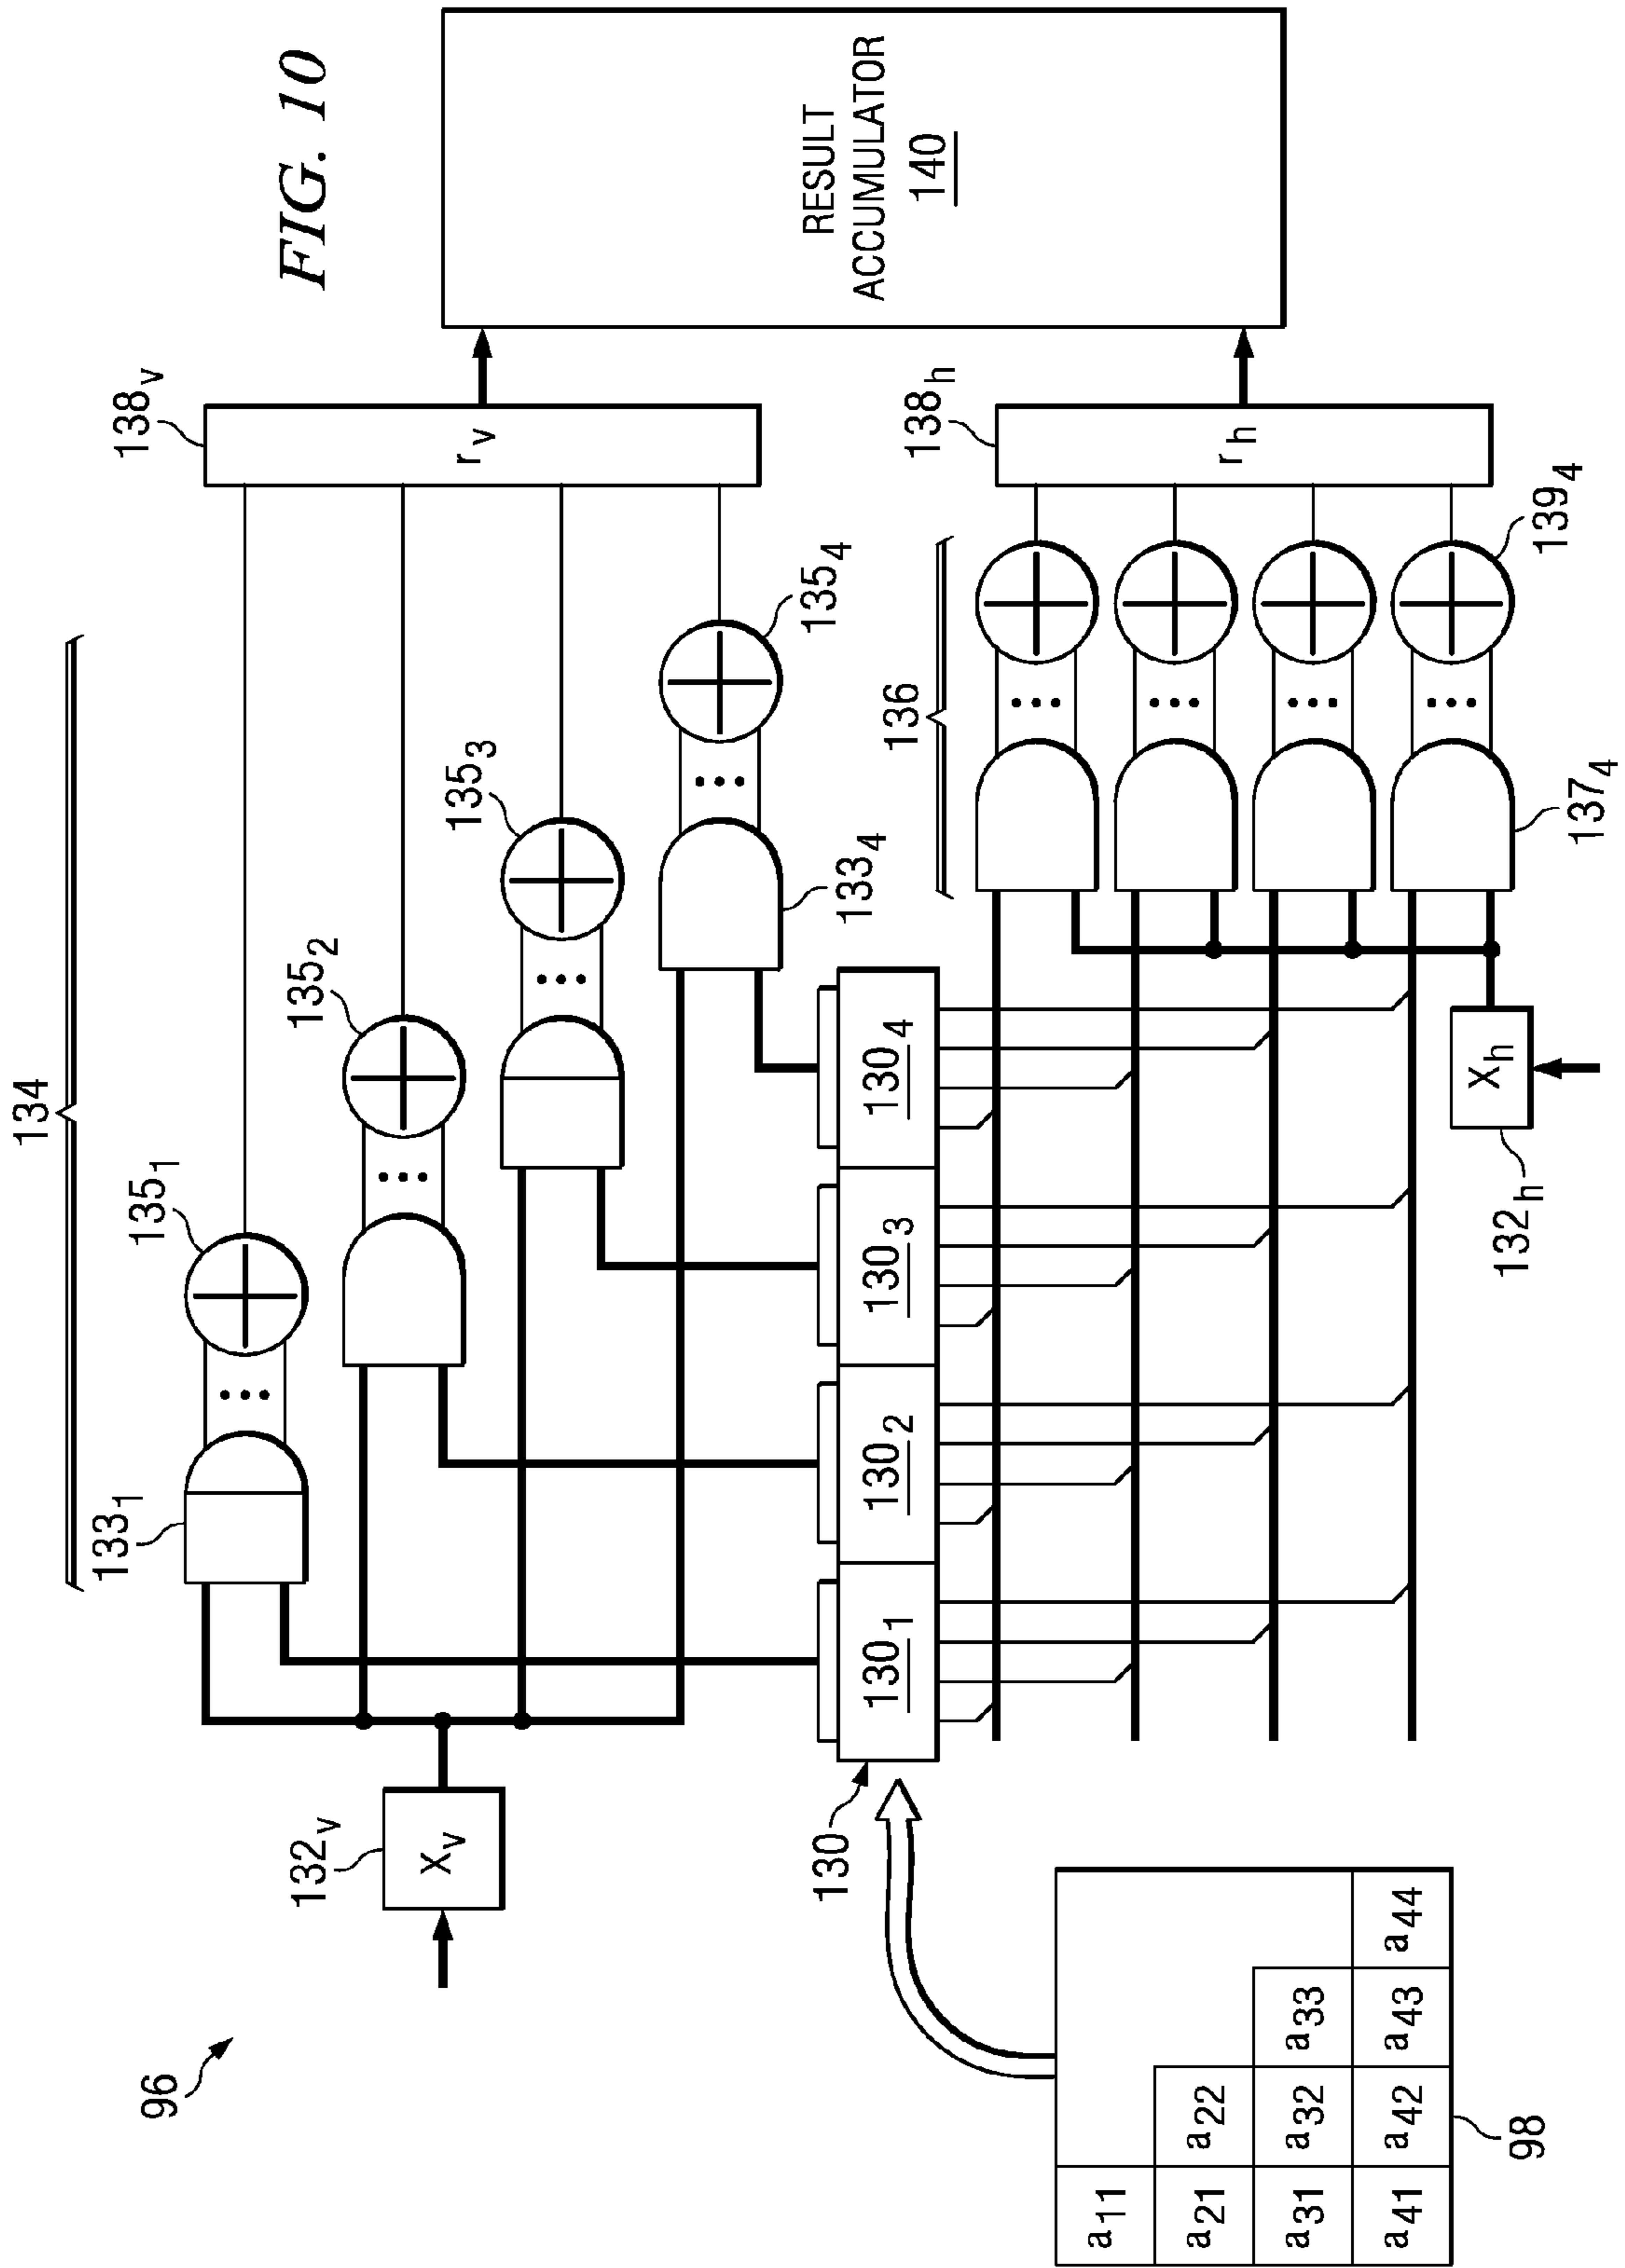 FIG. 10
96
134
132v
Xv
133₁
135₁
135₂
135₃
133₄
135₄
138v
rv
RESULT
ACCUMULATOR
140
130
130₁
130₂
130₃
130₄
136
137₄
139₄
138h
rh
132h
Xh
a11
a21 a22
a31 a32 a33
a41 a42 a43 a44
98